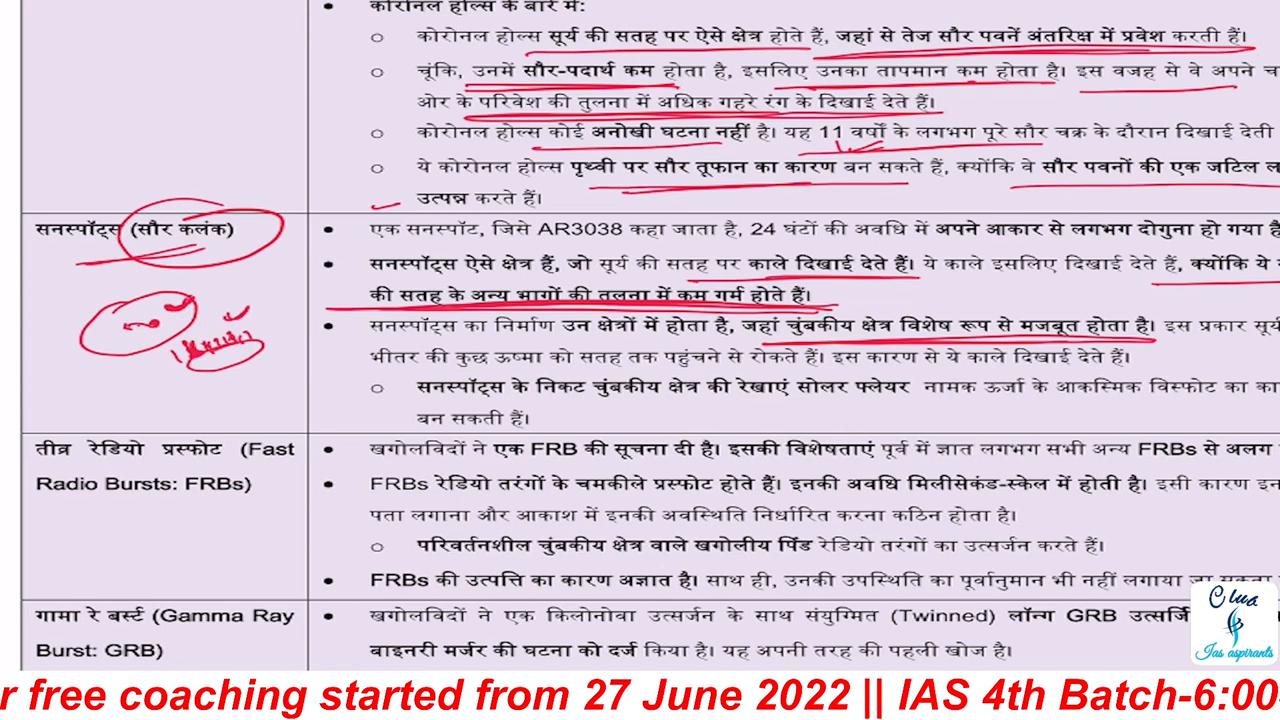 कोरोनल होल्स के बारे में:
कोरोनल होल्स सूर्य की सतह पर ऐसे क्षेत्र होते हैं, जहां से तेज सौर पवनें अंतरिक्ष में प्रवेश करती हैं।
चूंकि, उनमें सौर-पदार्थ कम होता है, इसलिए उनका तापमान कम होता है। इस वजह से वे अपने
ओर के परिवेश की तुलना में अधिक गहरे रंग के दिखाई देते हैं।
कोरोनल होल्स कोई अनोखी घटना नहीं है। यह 11 वर्षों के लगभग पूरे सौर चक्र के दौरान दिखाई देती
ये कोरोनल होल्स पृथ्वी पर सौर तूफान का कारण बन सकते हैं, क्योंकि वे सौर पवनों की एक जटिल
उत्पन्न करते हैं।
सनस्पॉट्स (सौर कलंक)
एक सनस्पॉट, जिसे AR3038 कहा जाता है, 24 घंटों की अवधि में अपने आकार से लगभग दोगुना हो गया है
सनस्पॉट्स ऐसे क्षेत्र हैं, जो सूर्य की सतह पर काले दिखाई देते हैं। ये काले इसलिए दिखाई देते हैं, क्योंकि ये
की सतह के अन्य भागों की तुलना में कम गर्म होते हैं।
सनस्पॉट्स का निर्माण उन क्षेत्रों में होता है, जहां चुंबकीय क्षेत्र विशेष रूप से मजबूत होता है। इस प्रकार
भीतर की कुछ ऊष्मा को सतह तक पहुंचने से रोकते हैं। इस कारण से ये काले दिखाई देते हैं।
सनस्पॉट्स के निकट चुंबकीय क्षेत्र की रेखाएं सोलर फ्लेयर नामक ऊर्जा के आकस्मिक विस्फोट का
बन सकती हैं।
तीव्र रेडियो प्रस्फोट (Fast
Radio Bursts: FRBs)
खगोलविदों ने एक FRB की सूचना दी है। इसकी विशेषताएं पूर्व में ज्ञात लगभग सभी अन्य FRBs से अलग
FRBs रेडियो तरंगों के चमकीले प्रस्फोट होते हैं। इनकी अवधि मिलीसेकंड-स्केल में होती है। इसी कारण
पता लगाना और आकाश में इनकी अवस्थिति निर्धारित करना कठिन होता है।
परिवर्तनशील चुंबकीय क्षेत्र वाले खगोलीय पिंड रेडियो तरंगों का उत्सर्जन करते हैं।
FRBs की उत्पत्ति का कारण अज्ञात है। साथ ही, उनकी उपस्थिति का पूर्वानुमान भी नहीं लगाया
गामा रे बर्स्ट (Gamma Ray
Burst: GRB)
खगोलविदों ने एक किलोनोवा उत्सर्जन के साथ संयुग्मित (Twinned) लॉन्ग GRB
बाइनरी मर्जर की घटना को दर्ज किया है। यह अपनी तरह की पहली खोज है।
Ias aspirants
r free coaching started from 27 June 2022 || IAS 4th Batch-6:00